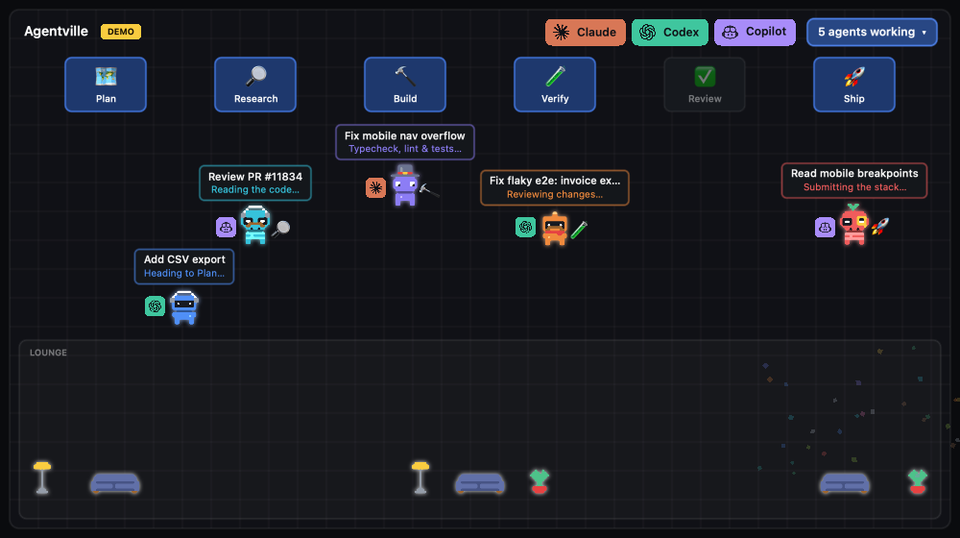 Agentville
DEMO
Claude
Codex
Copilot
5 agents working
Plan
Research
Build
Verify
Review
Ship
Fix mobile nav overflow
Typecheck, lint & tests...
Review PR #11834
Reading the code...
Fix flaky e2e: invoice ex...
Reviewing changes...
Read mobile breakpoints
Submitting the stack...
Add CSV export
Heading to Plan...
LOUNGE